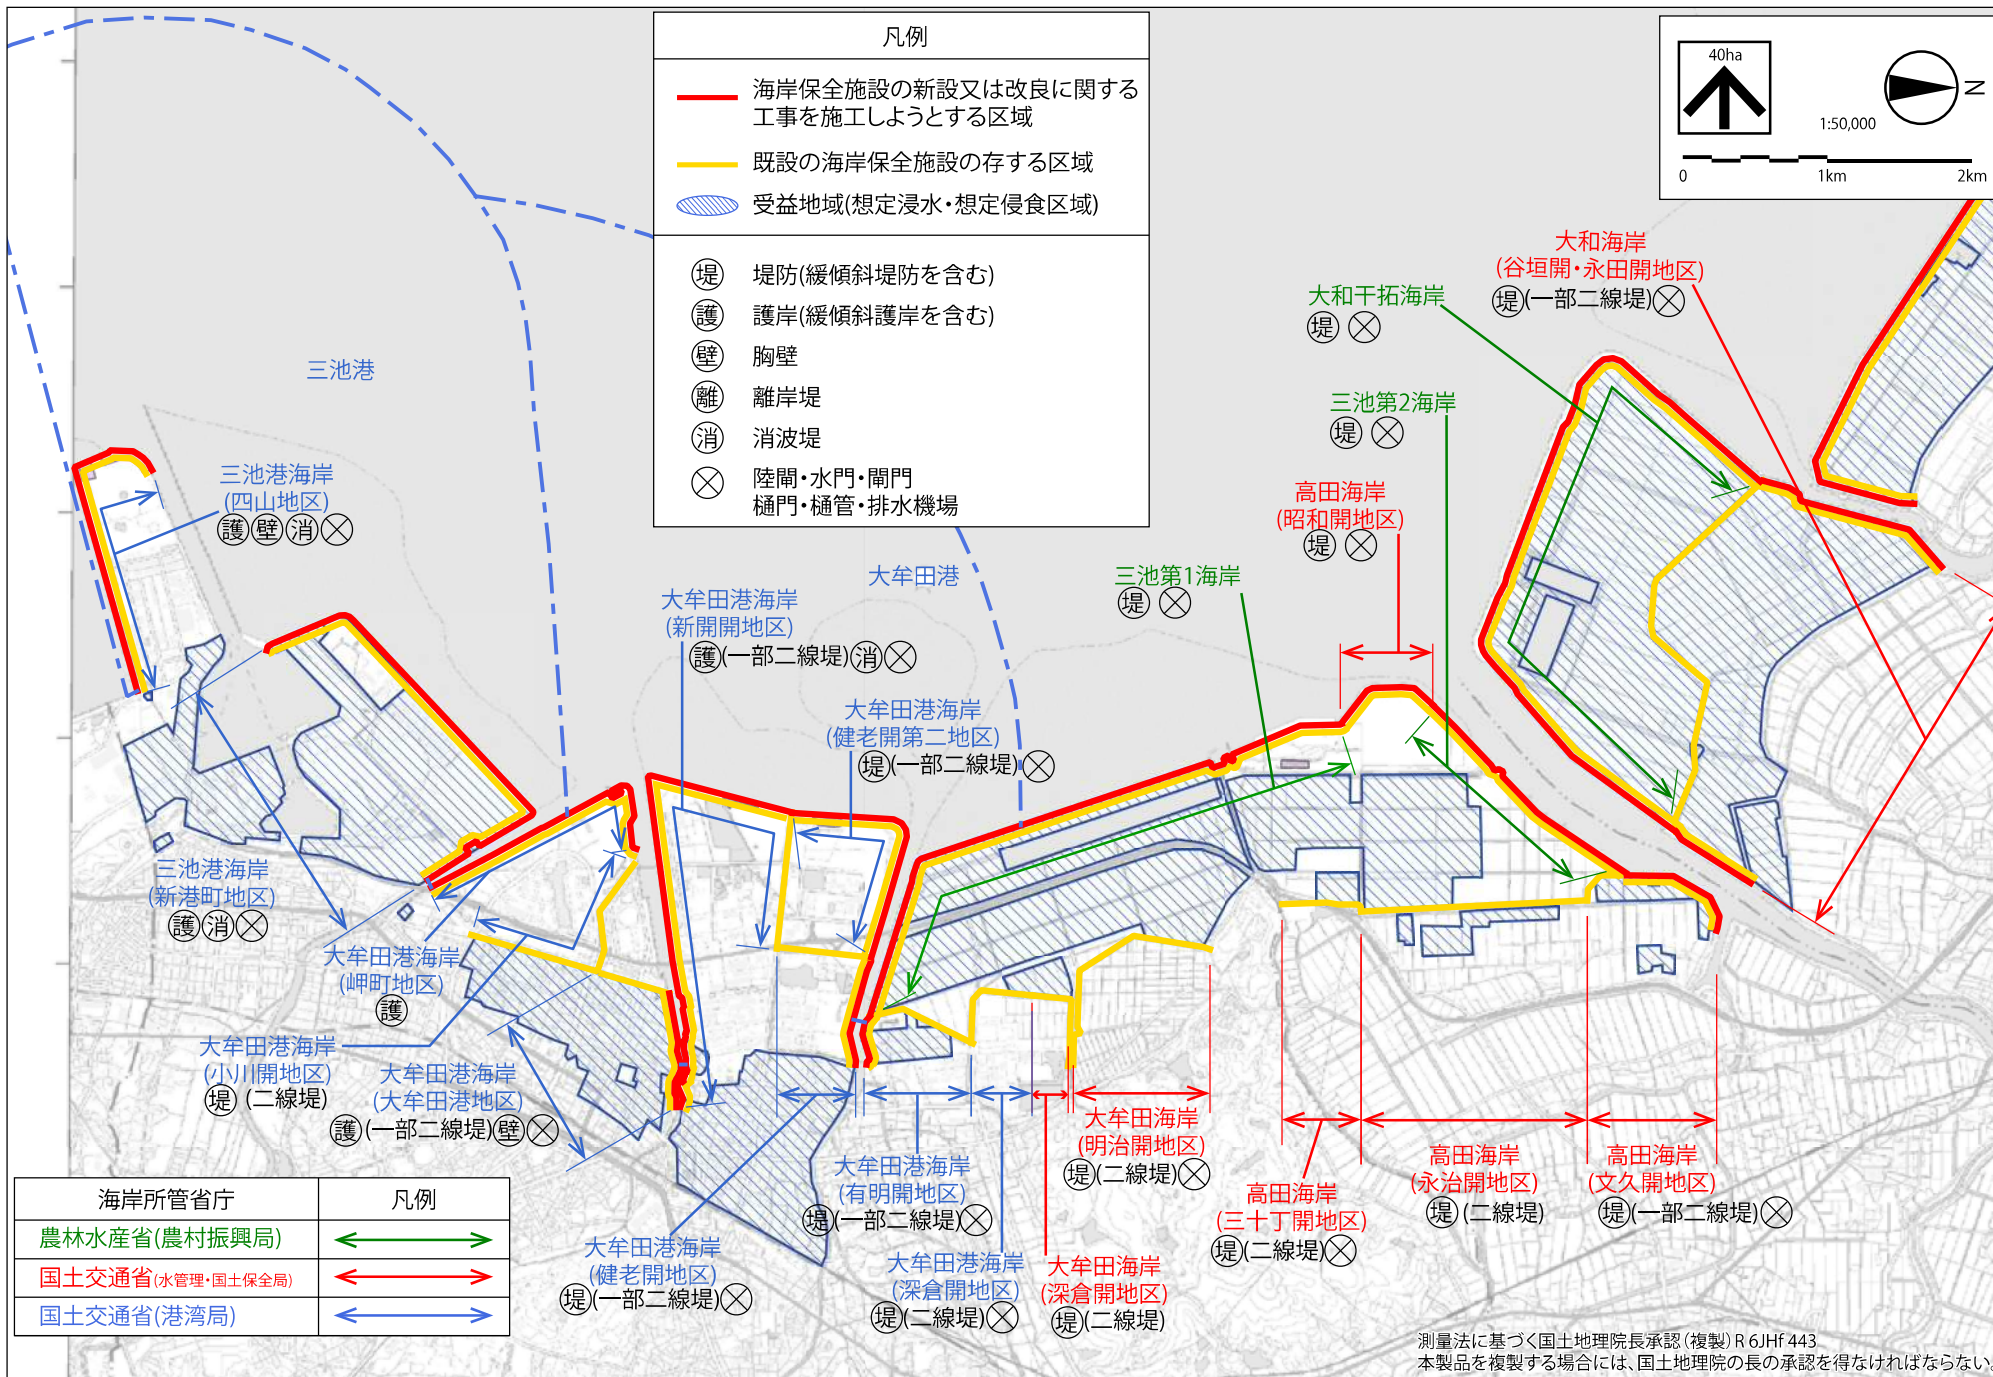 凡例
海岸保全施設の新設又は改良に関する
工事を施工しようとする区域
既設の海岸保全施設の存する区域
受益地域(想定浸水・想定侵食区域)
堤 堤防(緩傾斜堤防を含む)
護 護岸(緩傾斜護岸を含む)
壁 胸壁
離 離岸堤
消 消波堤
陸閘・水門・閘門
樋門・樋管・排水機場
40ha
N
1:50,000
0 1km 2km
大和海岸
(谷垣開・永田開地区)
堤(一部二線堤)
大和干拓海岸
堤
三池第2海岸
堤
高田海岸
(昭和開地区)
堤
三池第1海岸
堤
三池港
三池港海岸
(四山地区)
護壁消
大牟田港
大牟田港海岸
(新開開地区)
護(一部二線堤)消
大牟田港海岸
(健老開第二地区)
堤(一部二線堤)
三池港海岸
(新港町地区)
護消
大牟田港海岸
(岬町地区)
護
大牟田港海岸
(小川開地区)
堤 (二線堤)
大牟田港海岸
(大牟田港地区)
護(一部二線堤)壁
大牟田港海岸
(健老開地区)
堤(一部二線堤)
大牟田港海岸
(有明開地区)
堤(一部二線堤)
大牟田港海岸
(深倉開地区)
堤(二線堤)
大牟田海岸
(深倉開地区)
堤(二線堤)
大牟田海岸
(明治開地区)
堤(二線堤)
高田海岸
(三十丁開地区)
堤(二線堤)
高田海岸
(永治開地区)
堤(二線堤)
高田海岸
(文久開地区)
堤(一部二線堤)
海岸所管省庁 凡例
農林水産省(農村振興局)
国土交通省(水管理・国土保全局)
国土交通省(港湾局)
測量法に基づく国土地理院長承認(複製)R 6JHf 443
本製品を複製する場合には、国土地理院の長の承認を得なければならない。